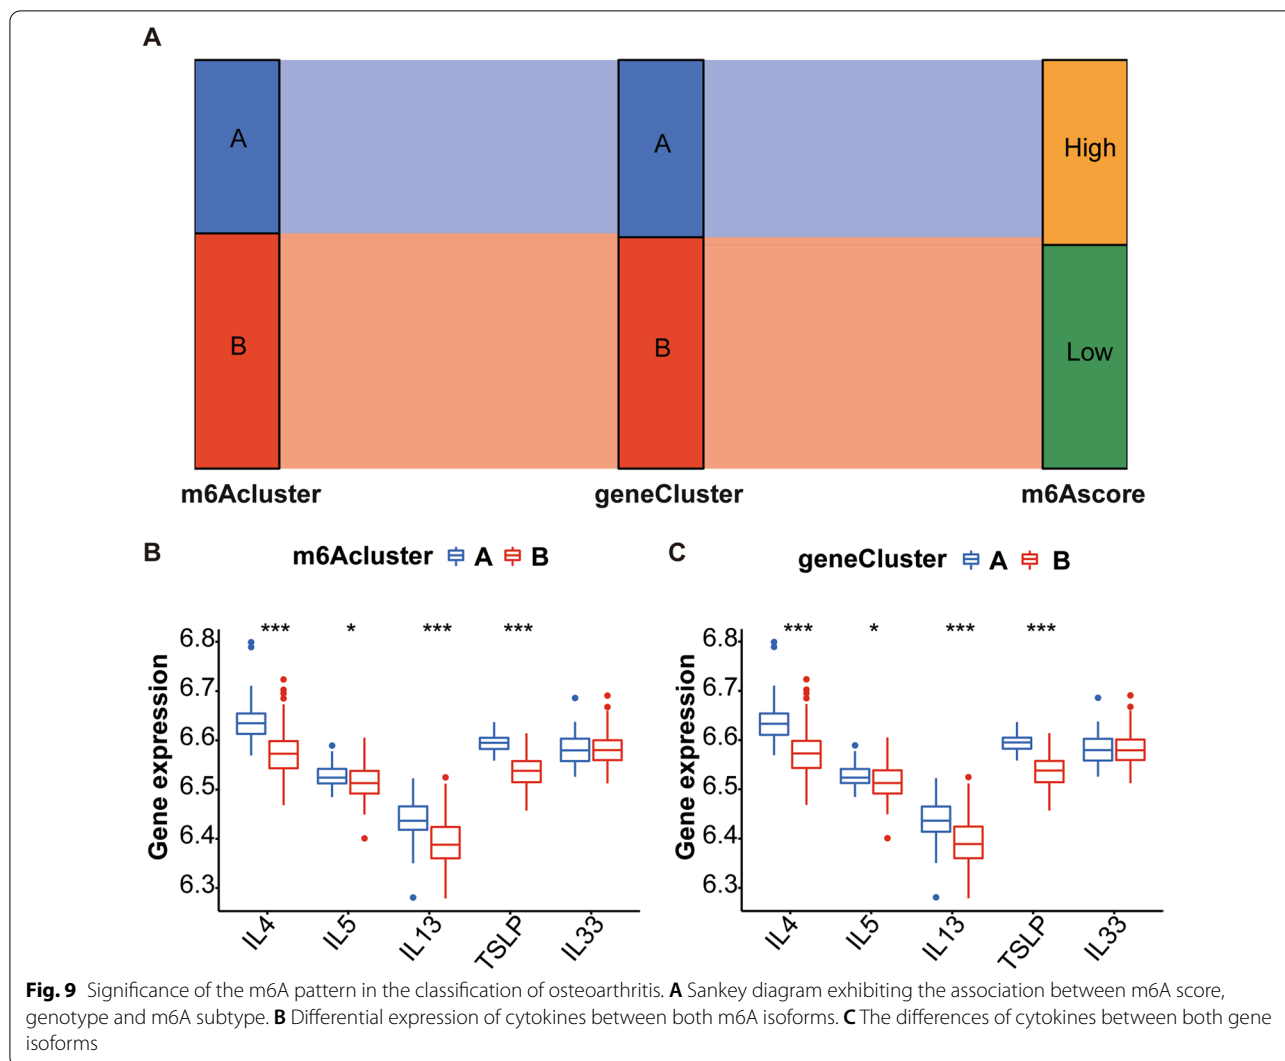 A
A
A
High
B
B
Low
m6Acluster
geneCluster
m6Ascore
B
m6Acluster A B
Gene expression
6.8
6.7
6.6
6.5
6.4
6.3
*** * *** ***
IL4 IL5 IL13 TSLP IL33
C
geneCluster A B
Gene expression
6.8
6.7
6.6
6.5
6.4
6.3
*** * *** ***
IL4 IL5 IL13 TSLP IL33
Fig. 9 Significance of the m6A pattern in the classification of osteoarthritis. A Sankey diagram exhibiting the association between m6A score,
genotype and m6A subtype. B Differential expression of cytokines between both m6A isoforms. C The differences of cytokines between both gene
isoforms